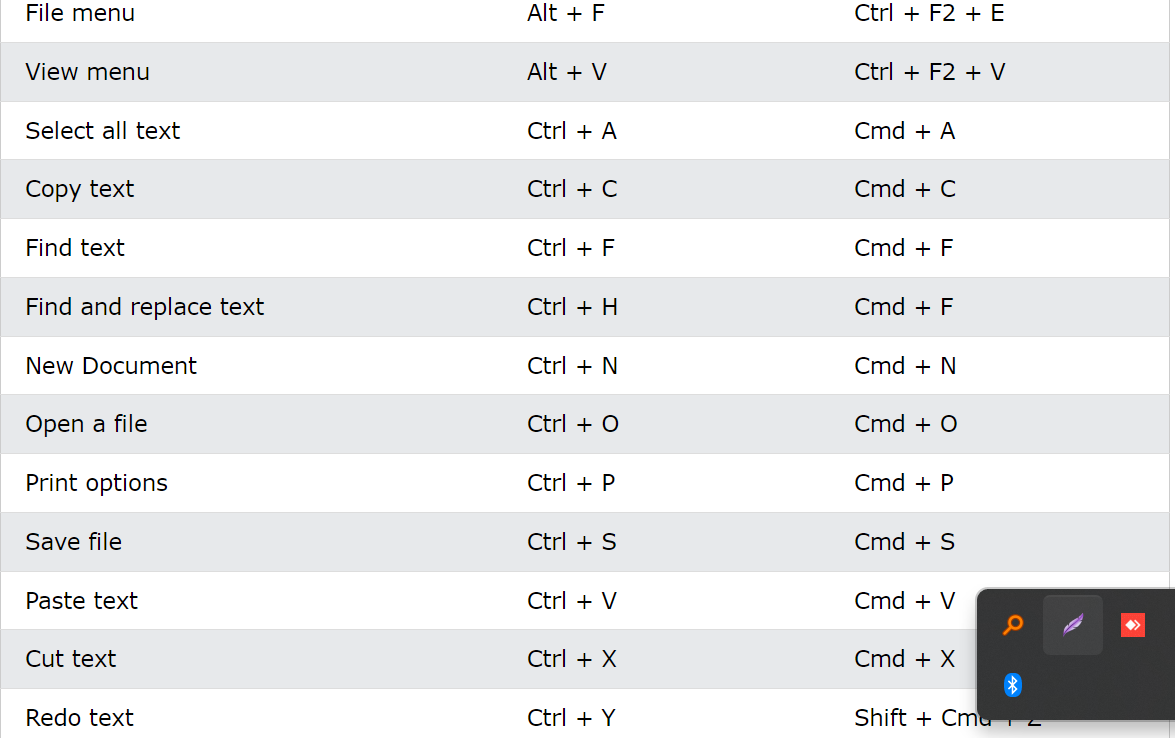 File menu Alt + F Ctrl + F2 + E
View menu Alt + V Ctrl + F2 + V
Select all text Ctrl + A Cmd + A
Copy text Ctrl + C Cmd + C
Find text Ctrl + F Cmd + F
Find and replace text Ctrl + H Cmd + F
New Document Ctrl + N Cmd + N
Open a file Ctrl + O Cmd + O
Print options Ctrl + P Cmd + P
Save file Ctrl + S Cmd + S
Paste text Ctrl + V Cmd + V
Cut text Ctrl + X Cmd + X
Redo text Ctrl + Y Shift + Cmd + Z